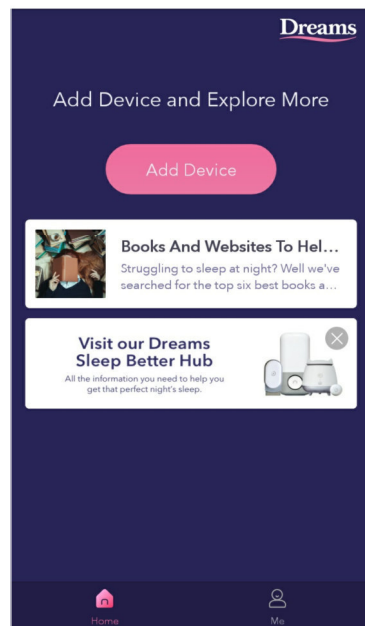 Dreams
Add Device and Explore More
Add Device
Books And Websites To Hel...
Struggling to sleep at night? Well we've
searched for the top six best books a...
Visit our Dreams
Sleep Better Hub
All the information you need to help you
get that perfect night's sleep.
Home
Me